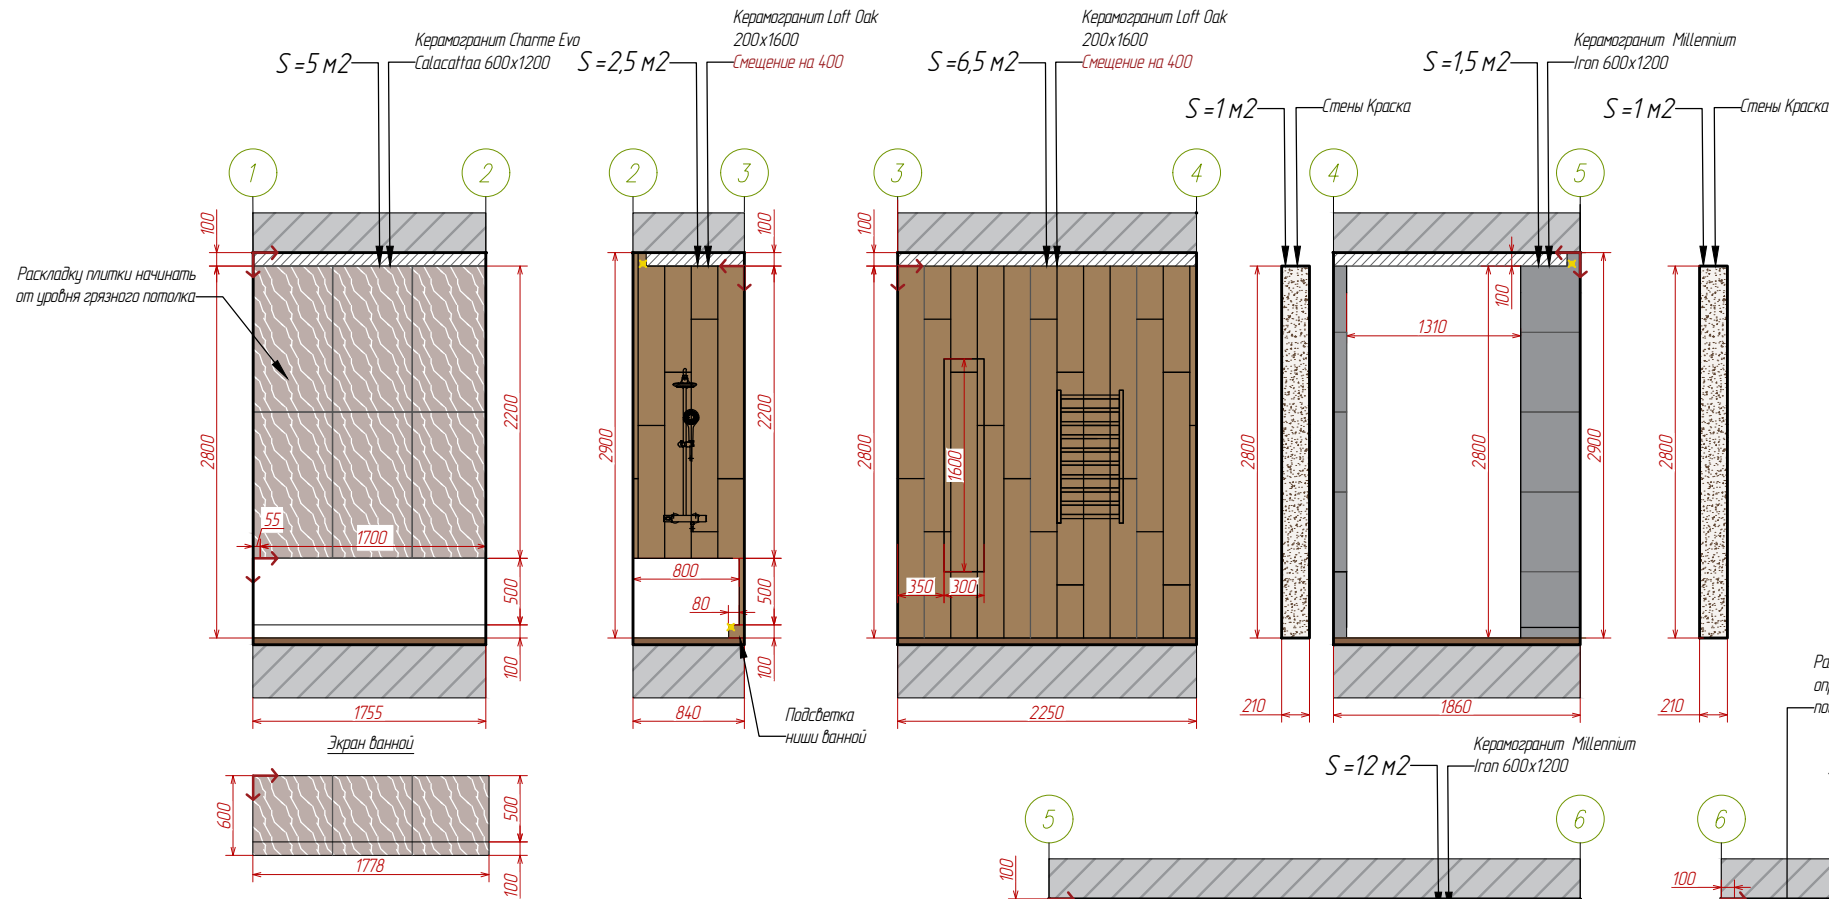 Керамогранит Charme Evo
Calacattaa 600x1200
S =5 м2
Керамогранит Loft Oak
200x1600
Смещение на 400
S =2,5 м2
Керамогранит Loft Oak
200x1600
Смещение на 400
S =6,5 м2
Керамогранит Millennium
Iron 600x1200
S =1,5 м2
Стены Краска
S =1 м2
Стены Краска
S =1 м2
1
2
2
3
3
4
4
5
100
100
100
100
Раскладку плитки начинать
от уровня грязного потолка
2800
2200
55
1700
500
100
1755
2900
2200
800
80
500
100
840
Подсветка
ниши ванной
2800
1600
350
300
2250
2800
210
1310
2800
2900
1860
2800
210
Экран ванной
600
500
100
1778
Керамогранит Millennium
Iron 600x1200
S =12 м2
5
6
6
100
100